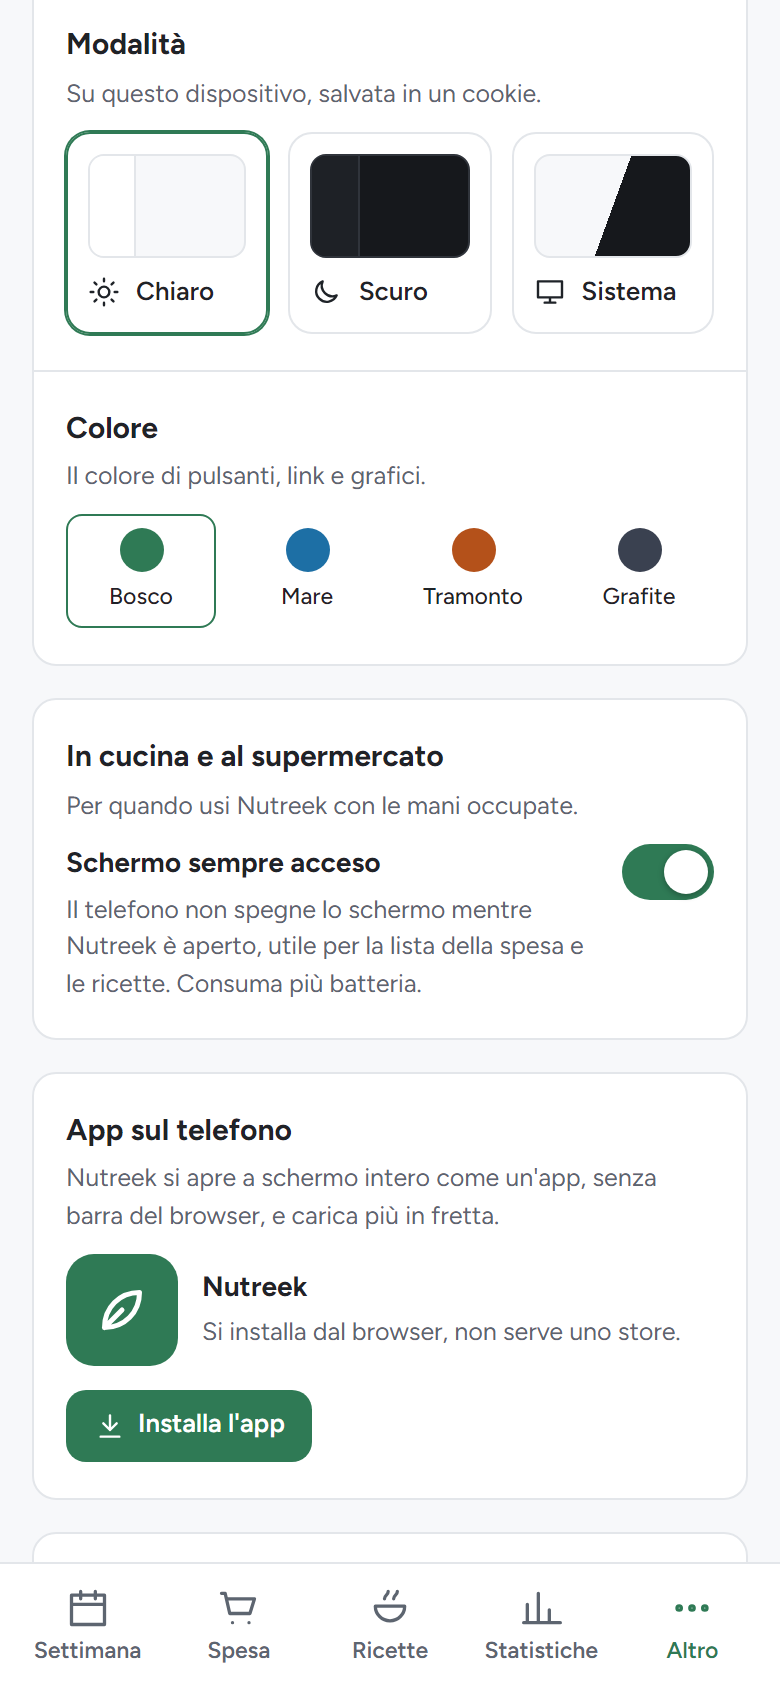 Modalità
Su questo dispositivo, salvata in un cookie.
Chiaro
Scuro
Sistema
Colore
Il colore di pulsanti, link e grafici.
Bosco
Mare
Tramonto
Grafite
In cucina e al supermercato
Per quando usi Nutreek con le mani occupate.
Schermo sempre acceso
Il telefono non spegne lo schermo mentre
Nutreek è aperto, utile per la lista della spesa e
le ricette. Consuma più batteria.
App sul telefono
Nutreek si apre a schermo intero come un'app, senza
barra del browser, e carica più in fretta.
Nutreek
Si installa dal browser, non serve uno store.
Installa l'app
Settimana
Spesa
Ricette
Statistiche
Altro